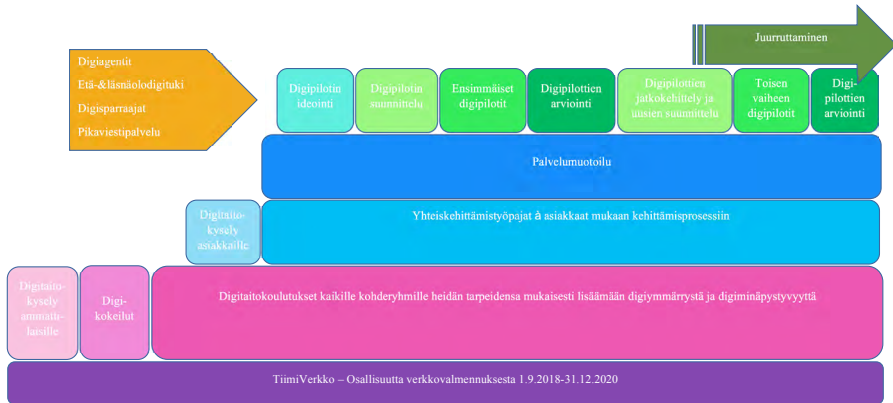 Juurruttaminen
Digiagentit
Etä-&läsnäolodigituki
Digisparraajat
Pikaviestipalvelu
Digipilotin
ideointi
Digipilotin
suunnittelu
Ensimmäiset
digipilotit
Digipilottien
arviointi
Digipilottien
jatkokehittely ja
uusien suunnittelu
Toisen
vaiheen
digipilotit
Digi-
pilottien
arviointi
Palvelumuotoilu
Digitaito-
kysely
asiakkaille
Yhteiskehittämistyöpajat à asiakkaat mukaan kehittämisprosessiin
Digitaito-
kysely
ammatti-
laisille
Digi-
kokeilut
Digitaitokoulutukset kaikille kohderyhmille heidän tarpeidensa mukaisesti lisäämään digiymmärrystä ja digiminäpystyvyyttä
TiimiVerkko – Osallisuutta verkkovalmennuksesta 1.9.2018-31.12.2020